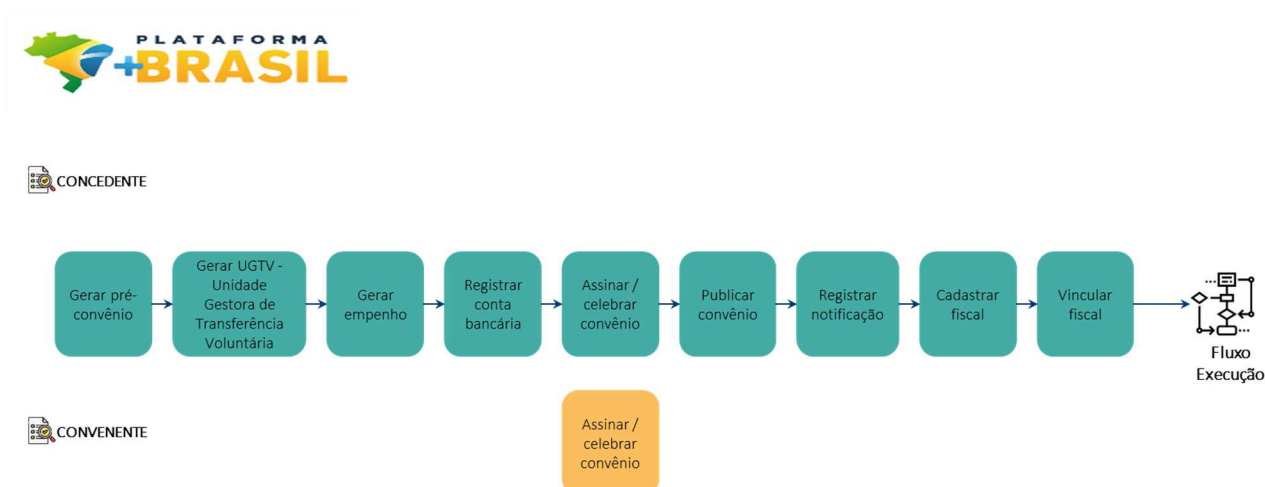 PLATAFORMA
+BRASIL
CONCEDENTE
Gerar pré-
convênio
Gerar UGTV -
Unidade
Gestora de
Transferência
Voluntária
Gerar
empenho
Registrar
conta
bancária
Assinar /
celebrar
convênio
Publicar
convênio
Registrar
notificação
Cadastrar
fiscal
Vincular
fiscal
Fluxo
Execução
CONVENENTE
Assinar /
celebrar
convênio